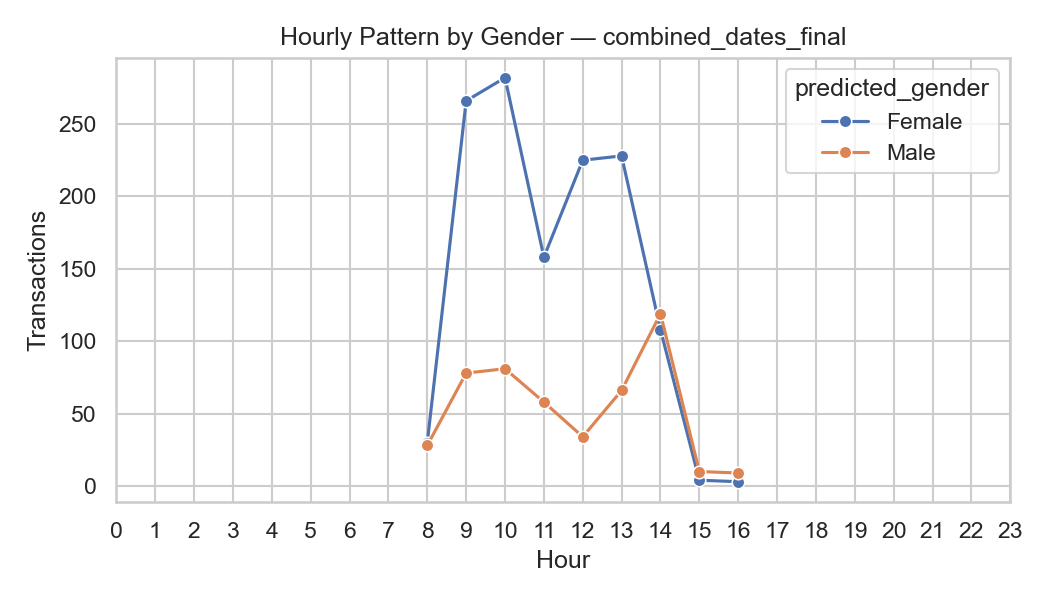 Hourly Pattern by Gender — combined_dates_final
predicted_gender
Female
Male
Transactions
250
200
150
100
50
0
0 1 2 3 4 5 6 7 8 9 10 11 12 13 14 15 16 17 18 19 20 21 22 23
Hour